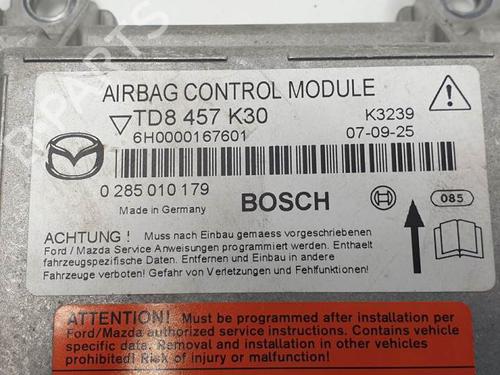 AIRBAG CONTROL MODULE
TD8 457 K30
K3239
6H0000167601
07-09-25
0 285 010 179
BOSCH
085
Made in Germany
ACHTUNG ! Muss nach Einbau gemaess vorgeschriebenen
Ford / Mazda Service Anweisungen programmiert werden. Enthaelt
fahrzeugspezifische Daten. Entfernen und Einbau in andere
Fahrzeuge verboten! Gefahr von Verletzungen und Fehlfunktionen!
ATTENTION! Must be programmed after installation per
Ford/Mazda authorized service instructions. Contains vehicle
specific data. Removal and installation in other vehicles
prohibited! Risk of injury or malfunction!